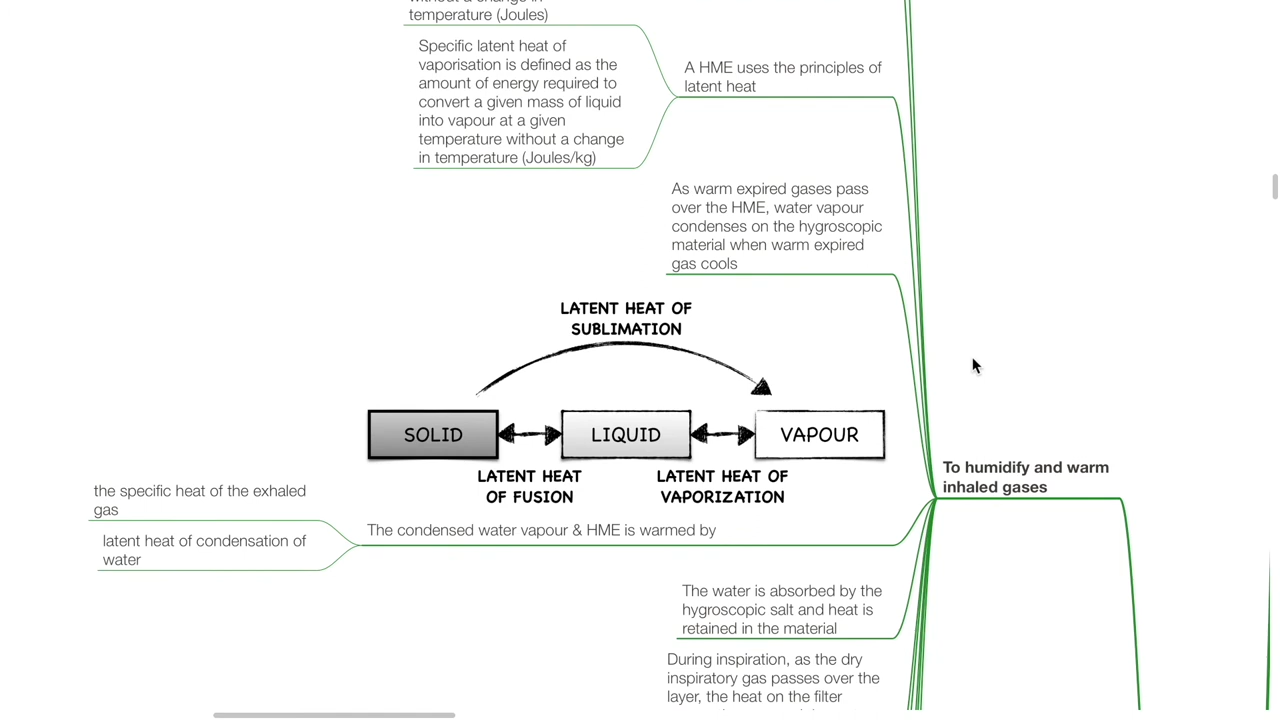 temperature (Joules)
Specific latent heat of
vaporisation is defined as the
amount of energy required to
convert a given mass of liquid
into vapour at a given
temperature without a change
in temperature (Joules/kg)
A HME uses the principles of
latent heat
As warm expired gases pass
over the HME, water vapour
condenses on the hygroscopic
material when warm expired
gas cools
LATENT HEAT OF
SUBLIMATION
SOLID
LIQUID
VAPOUR
LATENT HEAT
OF FUSION
LATENT HEAT OF
VAPORIZATION
To humidify and warm
inhaled gases
the specific heat of the exhaled
gas
latent heat of condensation of
water
The condensed water vapour & HME is warmed by
The water is absorbed by the
hygroscopic salt and heat is
retained in the material
During inspiration, as the dry
inspiratory gas passes over the
layer, the heat on the filter